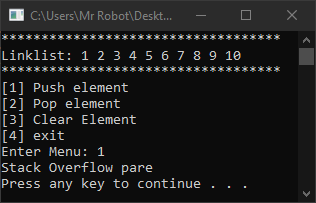 C:\Users\Mr Robot\Deskt...
***********************************
Linklist: 1 2 3 4 5 6 7 8 9 10
***********************************
[1] Push element
[2] Pop element
[3] Clear Element
[4] exit
Enter Menu: 1
Stack Overflow pare
Press any key to continue . . .